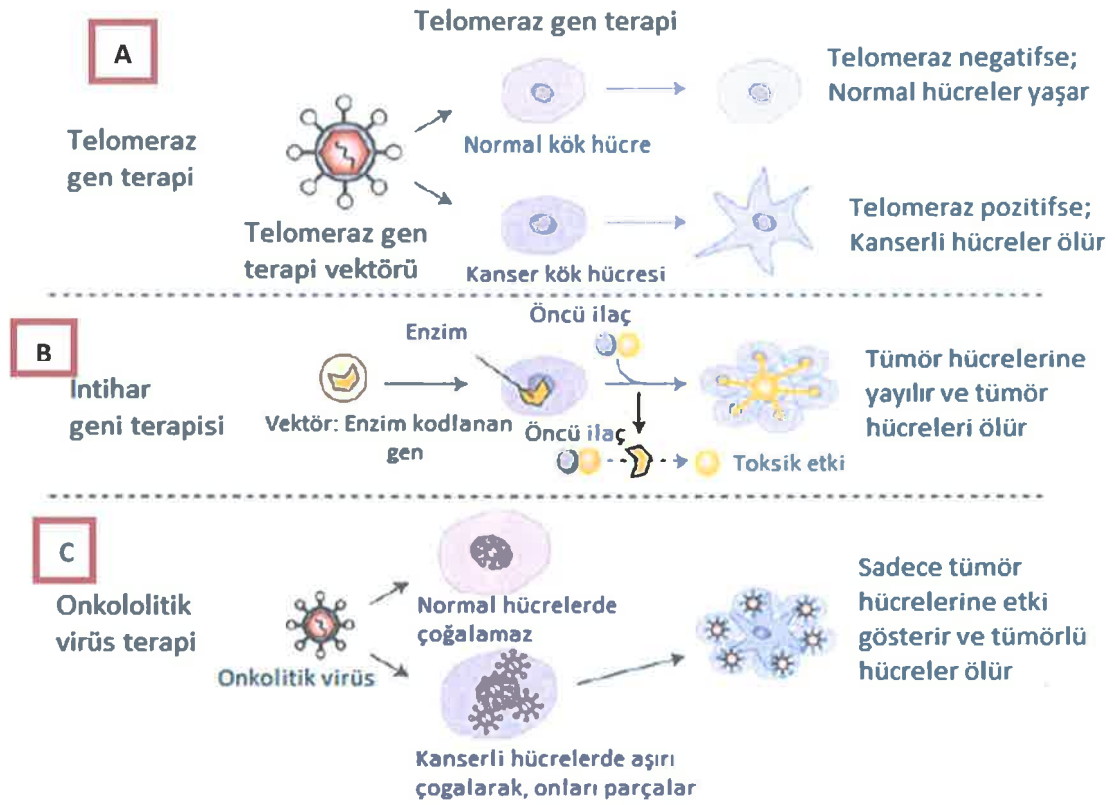 A
Telomeraz gen terapi
Telomeraz
gen terapi
Telomeraz gen
terapi vektörü
Normal kök hücre
Kanser kök hücresi
Telomeraz negatifse;
Normal hücreler yaşar
Telomeraz pozitifse;
Kanserli hücreler ölür
B
Intihar
geni terapisi
Vektör: Enzim kodlanan
gen
Enzim
Öncü ilaç
Öncü ilaç
Toksik etki
Tümör hücrelerine
yayılır ve tümör
hücreleri ölür
C
Onkololitik
virüs terapi
Onkolitik virüs
Normal hücrelerde
çoğalamaz
Kanserli hücrelerde aşırı
çogalarak, onları parçalar
Sadece tümör
hücrelerine etki
gösterir ve tümörlü
hücreler ölür